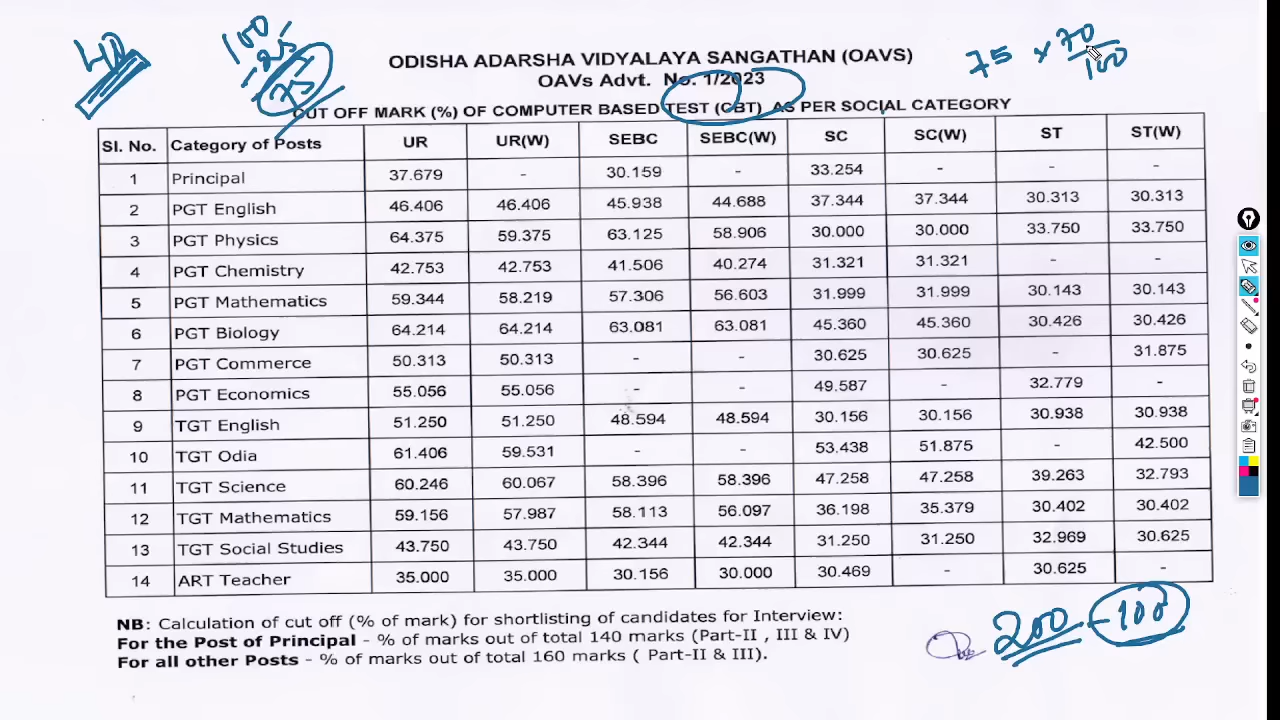 40
100
-25
75
75 x 70/100
ODISHA ADARSHA VIDYALAYA SANGATHAN (OAVS)
OAVs Advt. No. 1/2023
CUT OFF MARK (%) OF COMPUTER BASED TEST (CBT) AS PER SOCIAL CATEGORY
SI. No. Category of Posts UR UR(W) SEBC SEBC(W) SC SC(W) ST ST(W)
1 Principal 37.679 - 30.159 - 33.254 - - -
2 PGT English 46.406 46.406 45.938 44.688 37.344 37.344 30.313 30.313
3 PGT Physics 64.375 59.375 63.125 58.906 30.000 30.000 33.750 33.750
4 PGT Chemistry 42.753 42.753 41.506 40.274 31.321 31.321 - -
5 PGT Mathematics 59.344 58.219 57.306 56.603 31.999 31.999 30.143 30.143
6 PGT Biology 64.214 64.214 63.081 63.081 45.360 45.360 30.426 30.426
7 PGT Commerce 50.313 50.313 - - 30.625 30.625 - 31.875
8 PGT Economics 55.056 55.056 - - 49.587 - 32.779 -
9 TGT English 51.250 51.250 48.594 48.594 30.156 30.156 30.938 30.938
10 TGT Odia 61.406 59.531 - - 53.438 51.875 - 42.500
11 TGT Science 60.246 60.067 58.396 58.396 47.258 47.258 39.263 32.793
12 TGT Mathematics 59.156 57.987 58.113 56.097 36.198 35.379 30.402 30.402
13 TGT Social Studies 43.750 43.750 42.344 42.344 31.250 31.250 32.969 30.625
14 ART Teacher 35.000 35.000 30.156 30.000 30.469 - 30.625 -
NB: Calculation of cut off (% of mark) for shortlisting of candidates for Interview:
For the Post of Principal - % of marks out of total 140 marks (Part-II , III & IV)
For all other Posts - % of marks out of total 160 marks ( Part-II & III).
200 - 100